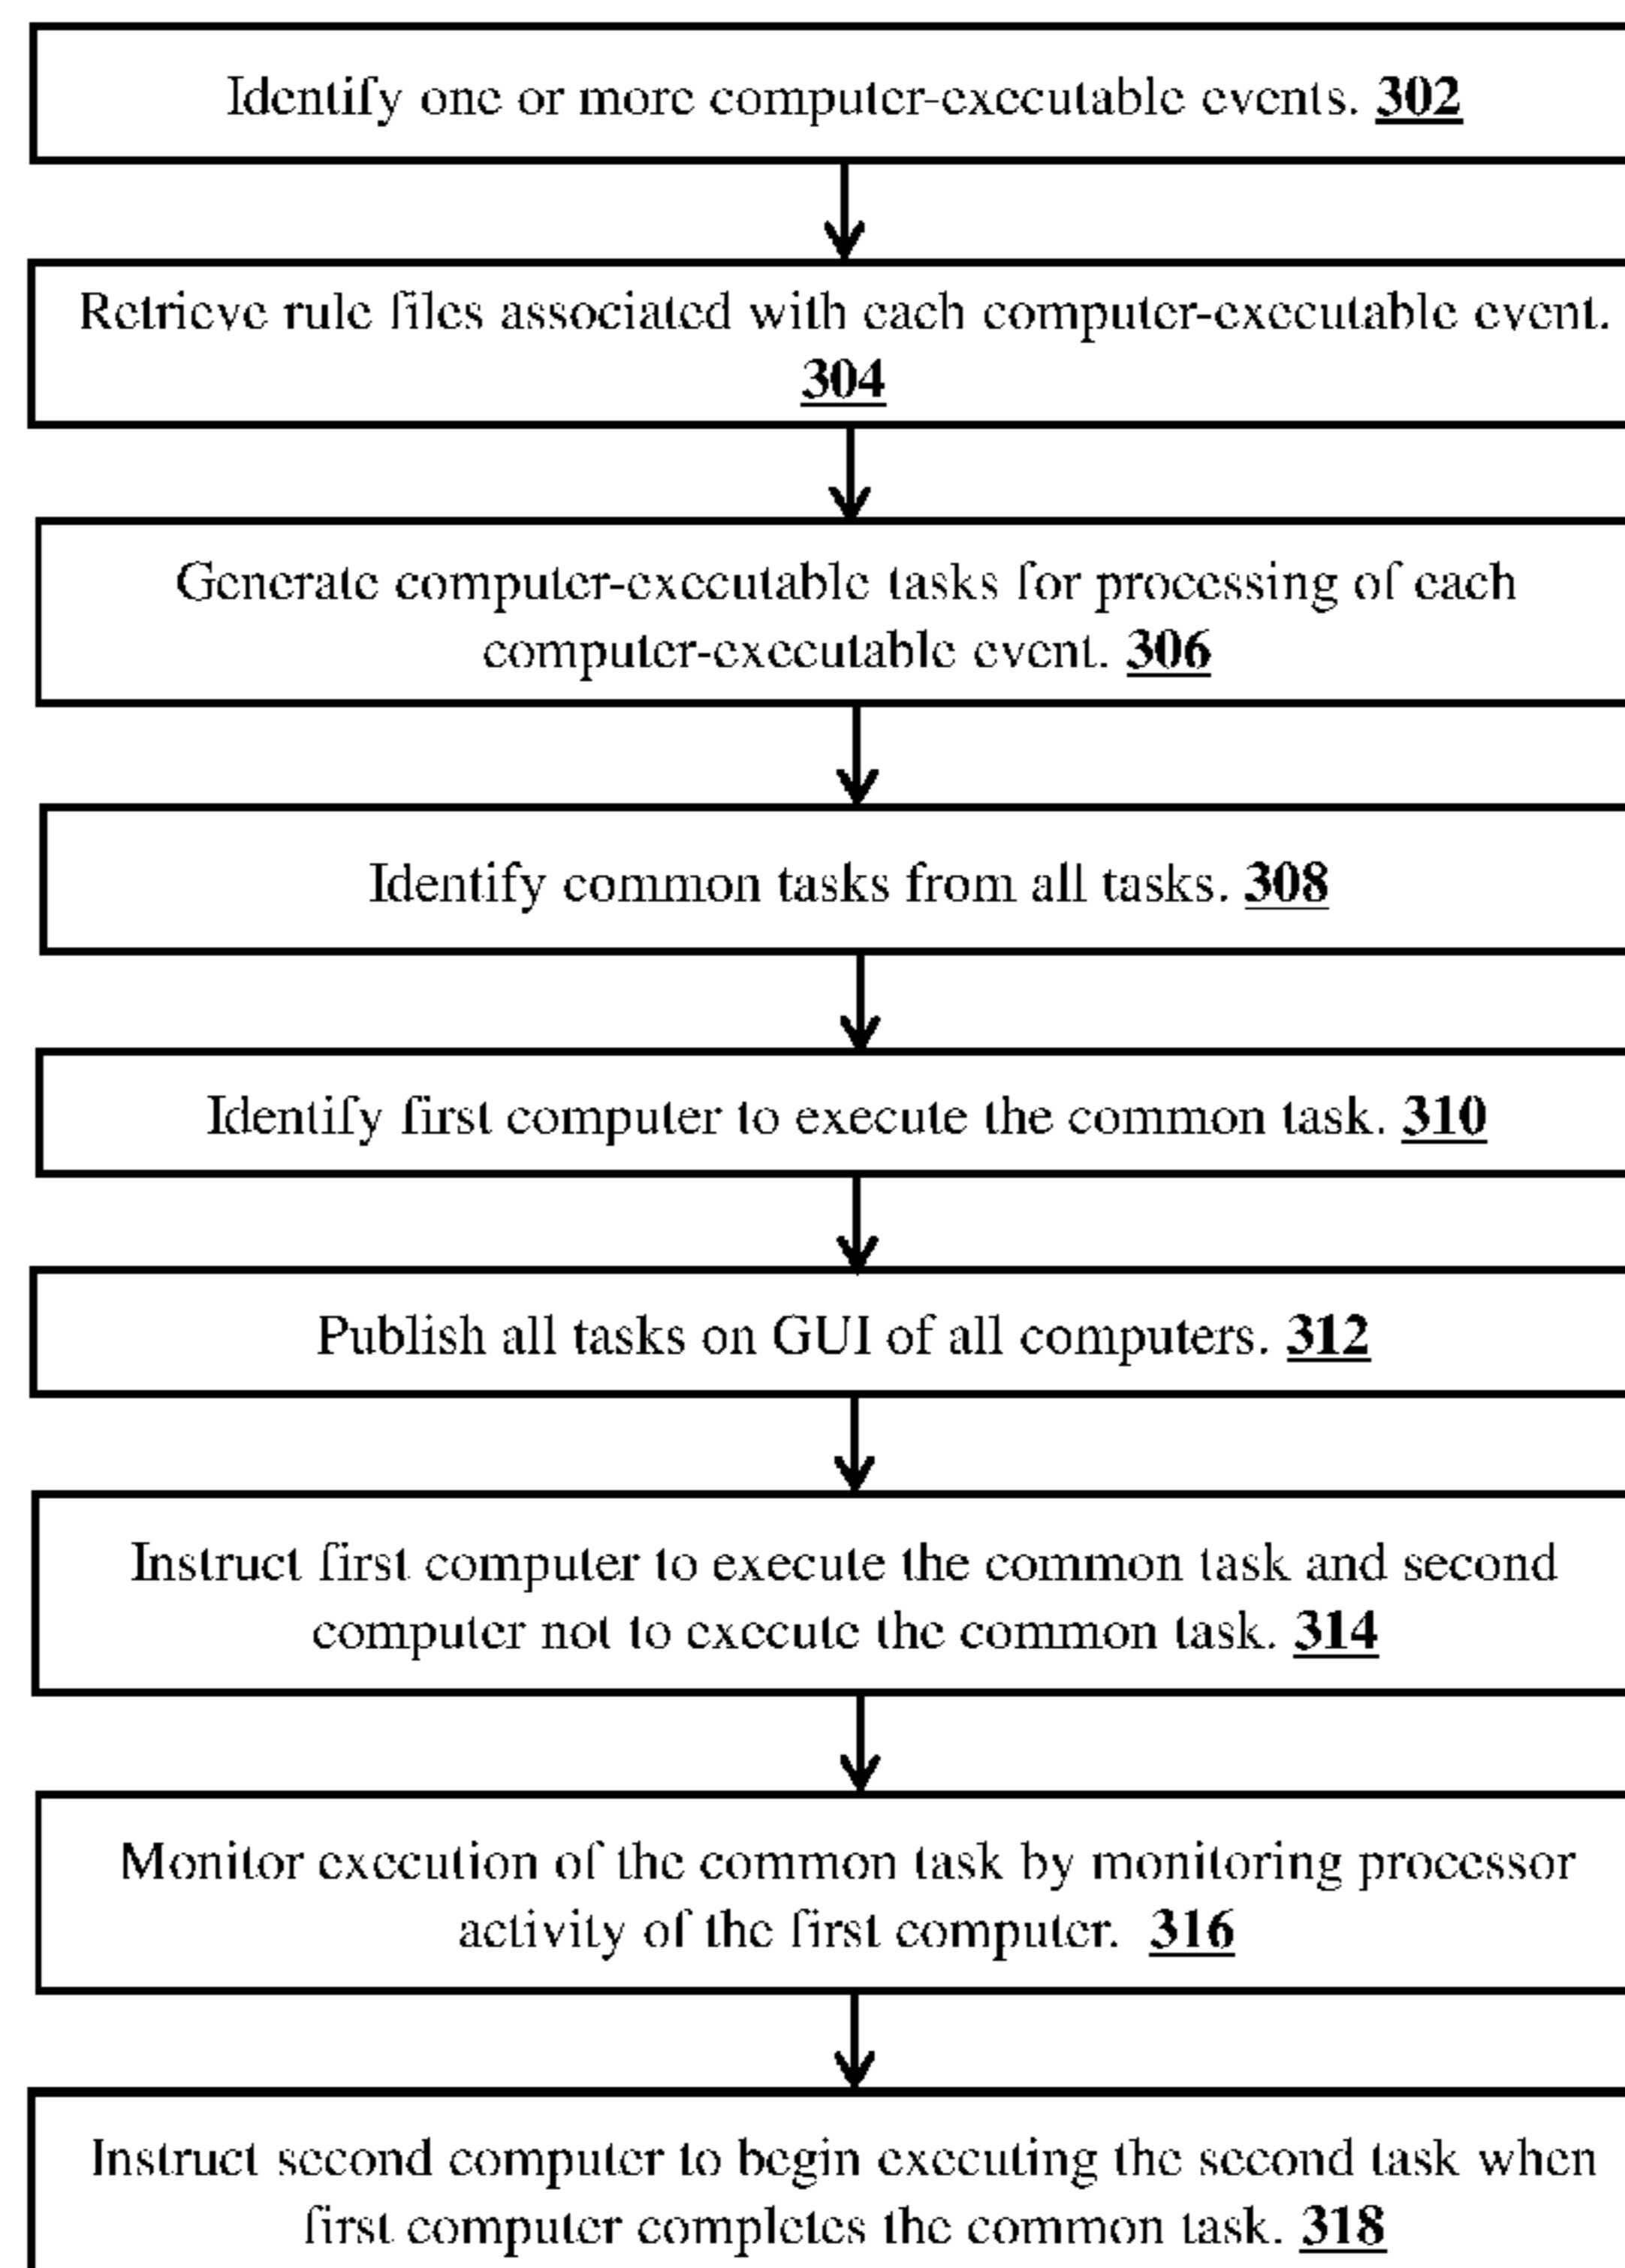 Identify one or more computer-executable events. 302
Retrieve rule files associated with each computer-executable event.
304
Generate computer-executable tasks for processing of each
computer-executable event. 306
Identify common tasks from all tasks. 308
Identify first computer to execute the common task. 310
Publish all tasks on GUI of all computers. 312
Instruct first computer to execute the common task and second
computer not to execute the common task. 314
Monitor execution of the common task by monitoring processor
activity of the first computer. 316
Instruct second computer to begin executing the second task when
first computer completes the common task. 318